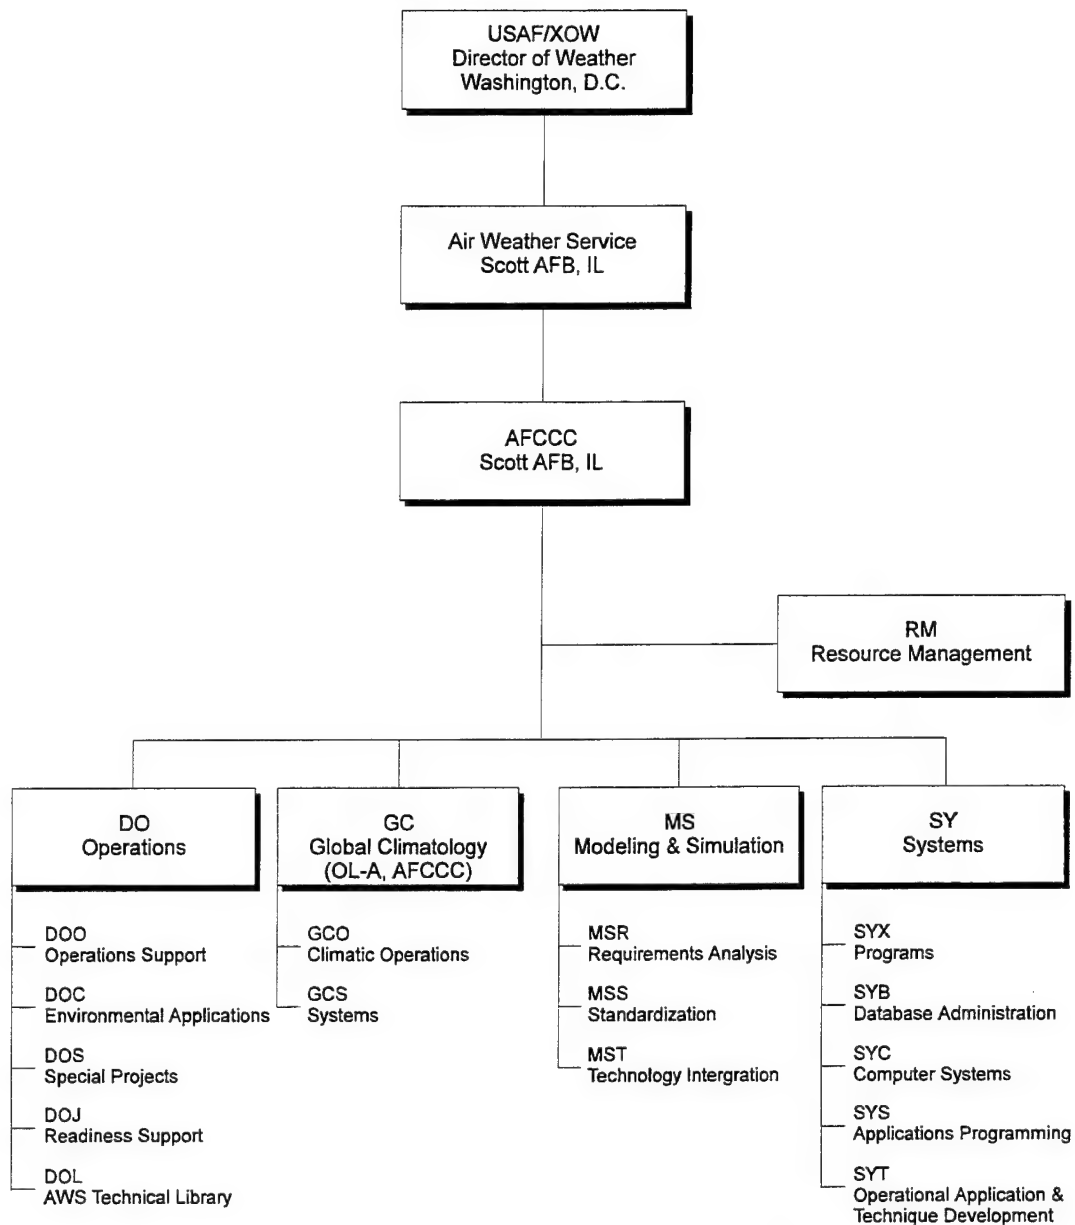 USAF/XOW
Director of Weather
Washington, D.C.
Air Weather Service
Scott AFB, IL
AFCCC
Scott AFB, IL
RM
Resource Management
DO
Operations
GC
Global Climatology
(OL-A, AFCCC)
MS
Modeling & Simulation
SY
Systems
DOO
Operations Support
DOC
Environmental Applications
DOS
Special Projects
DOJ
Readiness Support
DOL
AWS Technical Library
GCO
Climatic Operations
GCS
Systems
MSR
Requirements Analysis
MSS
Standardization
MST
Technology Intergration
SYX
Programs
SYB
Database Administration
SYC
Computer Systems
SYS
Applications Programming
SYT
Operational Application &
Technique Development